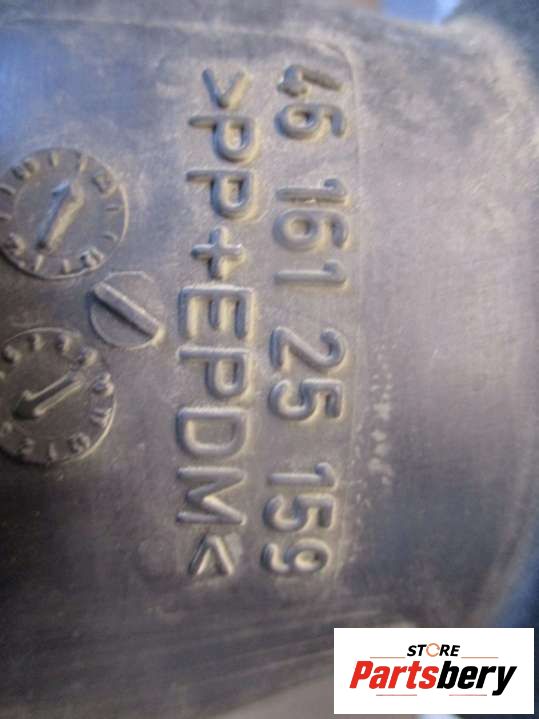 46 161 25 159
>PP+EPDM<
STORE
Partsbery